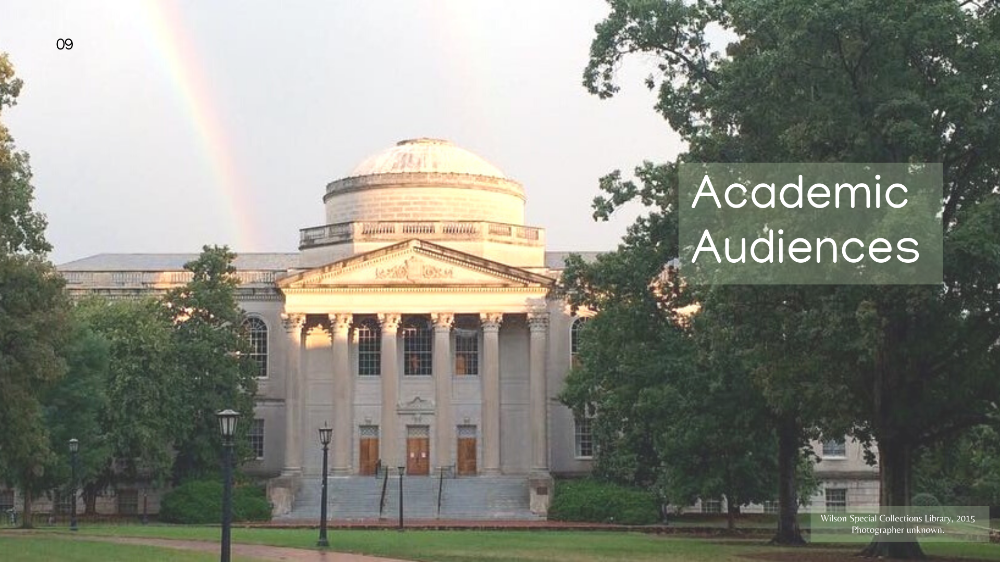 09
Academic
Audiences
Wilson Special Collections Library, 2015
Photographer unknown.